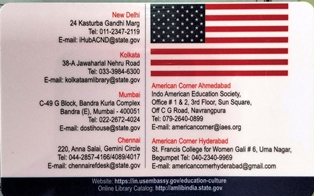 New Delhi
24 Kasturba Gandhi Marg
Tel: 011-2347-2119
E-mail: iHubACND@state.gov
Kolkata
38-A Jawaharlal Nehru Road
Tel: 033-3984-6300
E-mail: kolkataamlibrary@state.gov
Mumbai
C-49 G Block, Bandra Kurla Complex
Bandra (E), Mumbai - 400051
Tel: 022-2672-4024
E-mail: dostihouse@state.gov
Chennai
220, Anna Salai, Gemini Circle
Tel: 044-2857-4166/4089/4017
E-mail: chennairefdesk@state.gov
American Corner Ahmedabad
Indo American Education Society,
Office # 1 & 2, 3rd Floor, Sun Square,
Off C G Road, Navrangpura
Tel: 079-2640-0899
E-mail: americancorner@iaes.org
American Corner Hyderabad
St. Francis College for Women Gali # 6, Uma Nagar,
Begumpet Tel: 040-2340-9969
E-mail: americancornerhyderabad@gmail.com
Website: https://in.usembassy.gov/education-culture
Online Library Catalog: http://amlibindia.state.gov